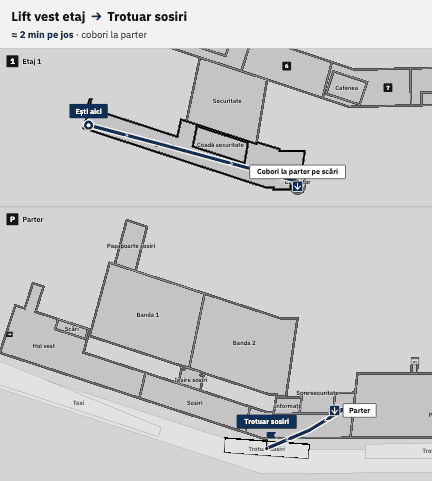 Lift vest etaj → Trotuar sosiri
≈ 2 min pe jos · cobori la parter
1 Etaj 1
6
Cafenea
7
Securitate
Ești aici
Coadă securitate
Cobori la parter pe scări
P Parter
Pașapoarte sosiri
Banda 1
Scări
Hol vest
Banda 2
Ieșire sosiri
Spre securitate
Taxi
Sosiri
Informații
Parter
Trotuar sosiri